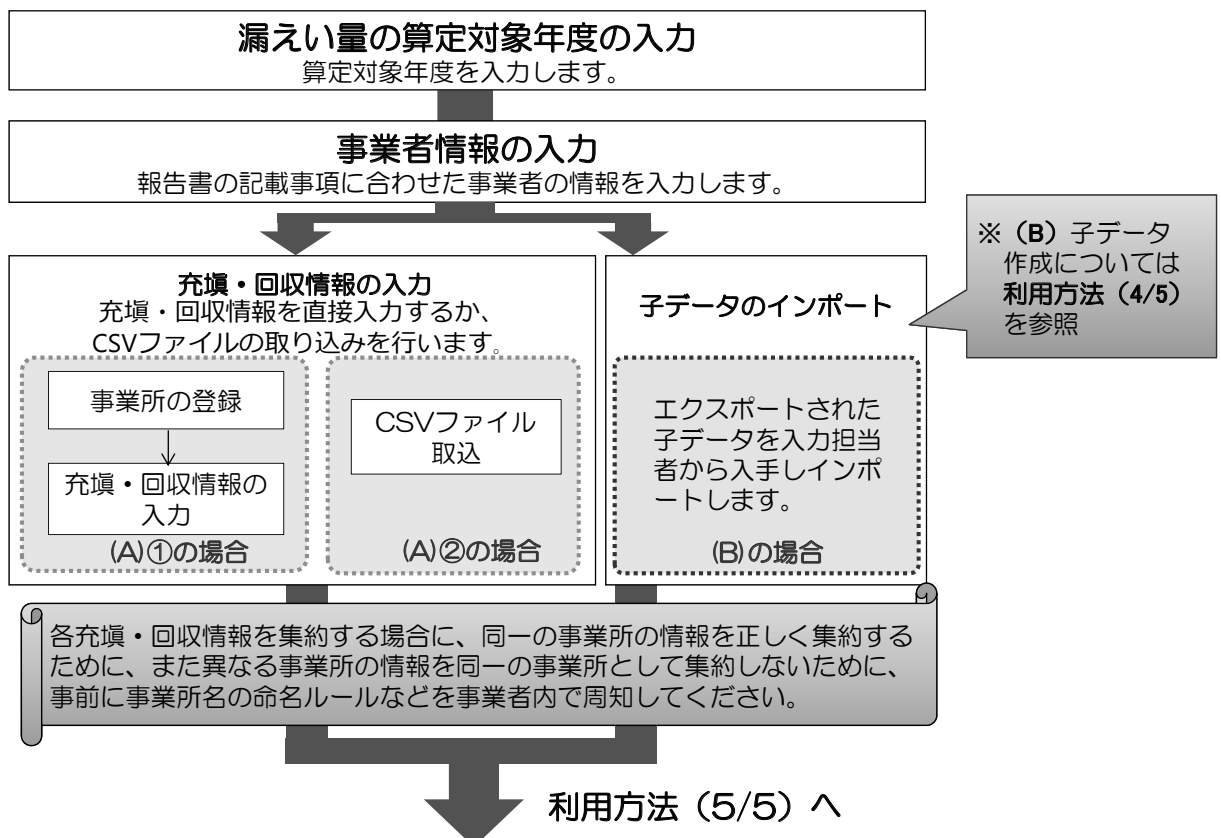 漏えい量の算定対象年度の入力
算定対象年度を入力します。
事業者情報の入力
報告書の記載事項に合わせた事業者の情報を入力します。
※（B）子データ
作成については
利用方法（4/5）
を参照
充塡・回収情報の入力
充塡・回収情報を直接入力するか、
CSVファイルの取り込みを行います。
事業所の登録
充塡・回収情報の
入力
(A)①の場合
CSVファイル
取込
(A)②の場合
子データのインポート
エクスポートされた
子データを入力担当
者から入手しインポ
ートします。
(B)の場合
各充塡・回収情報を集約する場合に、同一の事業所の情報を正しく集約する
ために、また異なる事業所の情報を同一の事業所として集約しないために、
事前に事業所名の命名ルールなどを事業者内で周知してください。
利用方法（5/5）へ